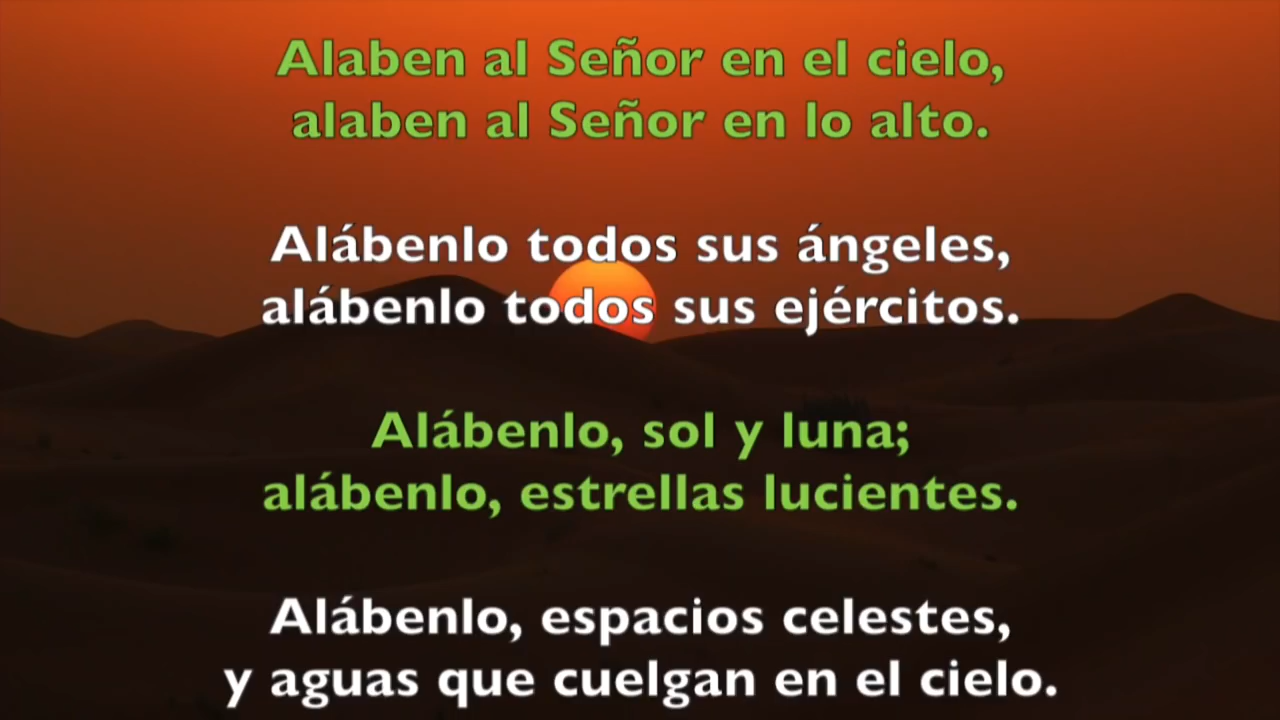 Alaben al Señor en el cielo,
alaben al Señor en lo alto.
Alábenlo todos sus ángeles,
alábenlo todos sus ejércitos.
Alábenlo, sol y luna;
alábenlo, estrellas lucientes.
Alábenlo, espacios celestes,
y aguas que cuelgan en el cielo.